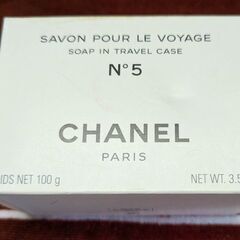 SAVON POUR LE VOYAGE
SOAP IN TRAVEL CASE
N°5
CHANEL
PARIS
IDS NET 100 g NET WT. 3.5